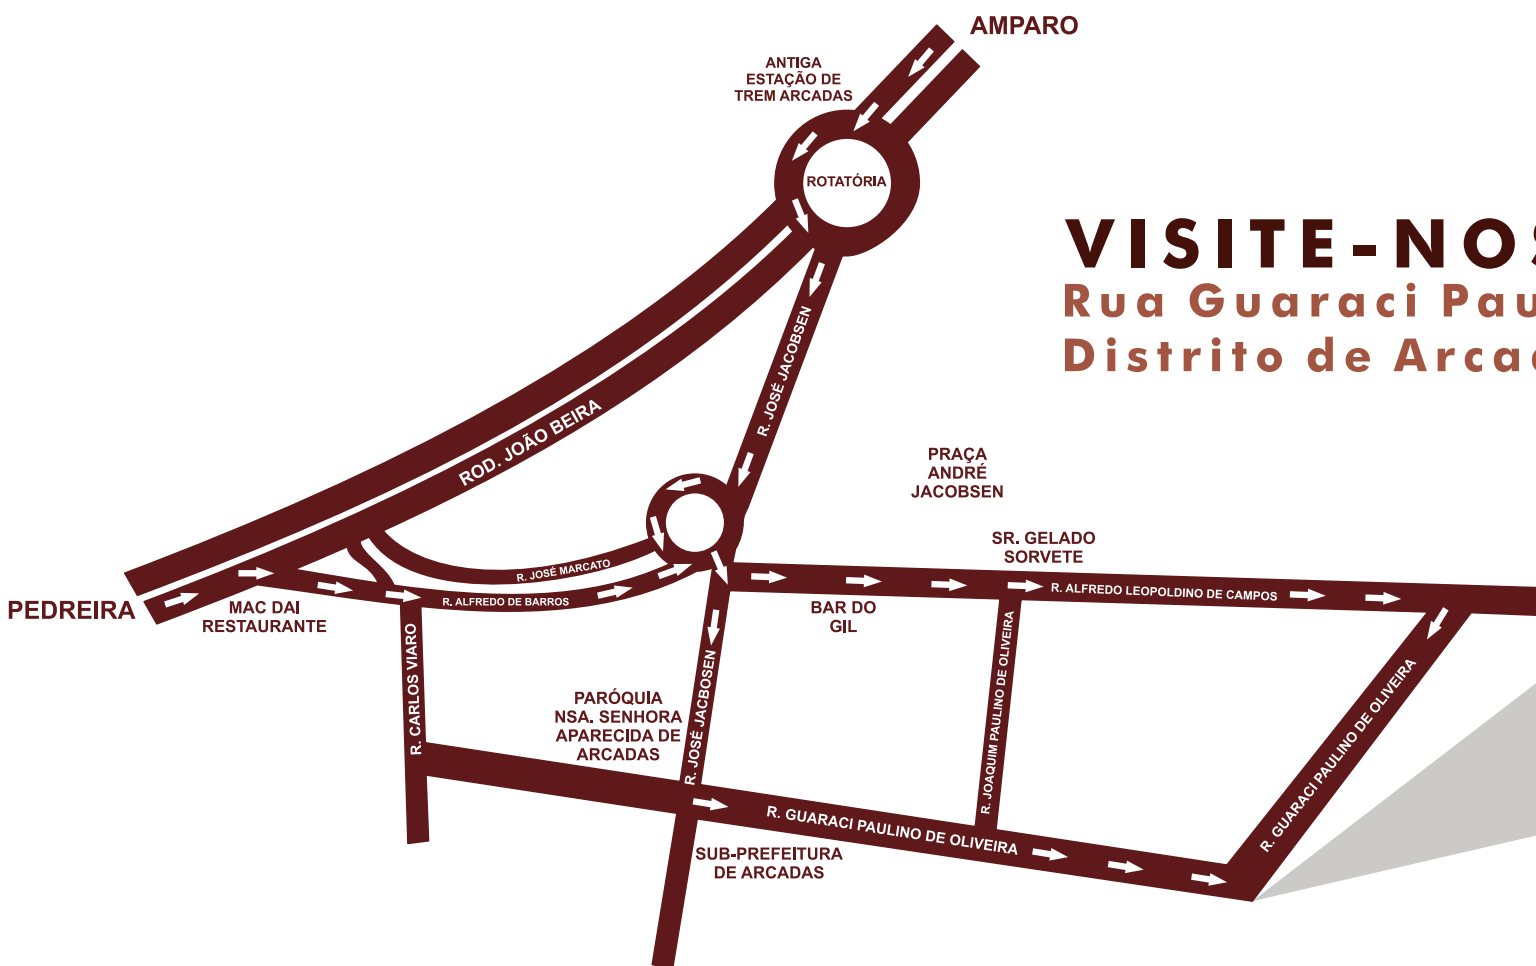 AMPARO
ANTIGA
ESTAÇÃO DE
TREM ARCADAS
ROTATÓRIA
VISITE-NOS
Rua Guaraci Pau
Distrito de Arca
R. JOSÉ JACOBSEN
ROD. JOÃO BEIRA
PRAÇA
ANDRÉ
JACOBSEN
SR. GELADO
SORVETE
R. JOSÉ MARCATO
R. ALFREDO DE BARROS
R. ALFREDO LEOPOLDINO DE CAMPOS
PEDREIRA
MAC DAI
RESTAURANTE
BAR DO
GIL
R. CARLOS VIARO
PARÓQUIA
NSA. SENHORA
APARECIDA DE
ARCADAS
R. JOSÉ JACBOSEN
R. JOAQUIM PAULINO DE OLIVEIRA
R. GUARACI PAULINO DE OLIVEIRA
R. GUARACI PAULINO DE OLIVEIRA
SUB-PREFEITURA
DE ARCADAS